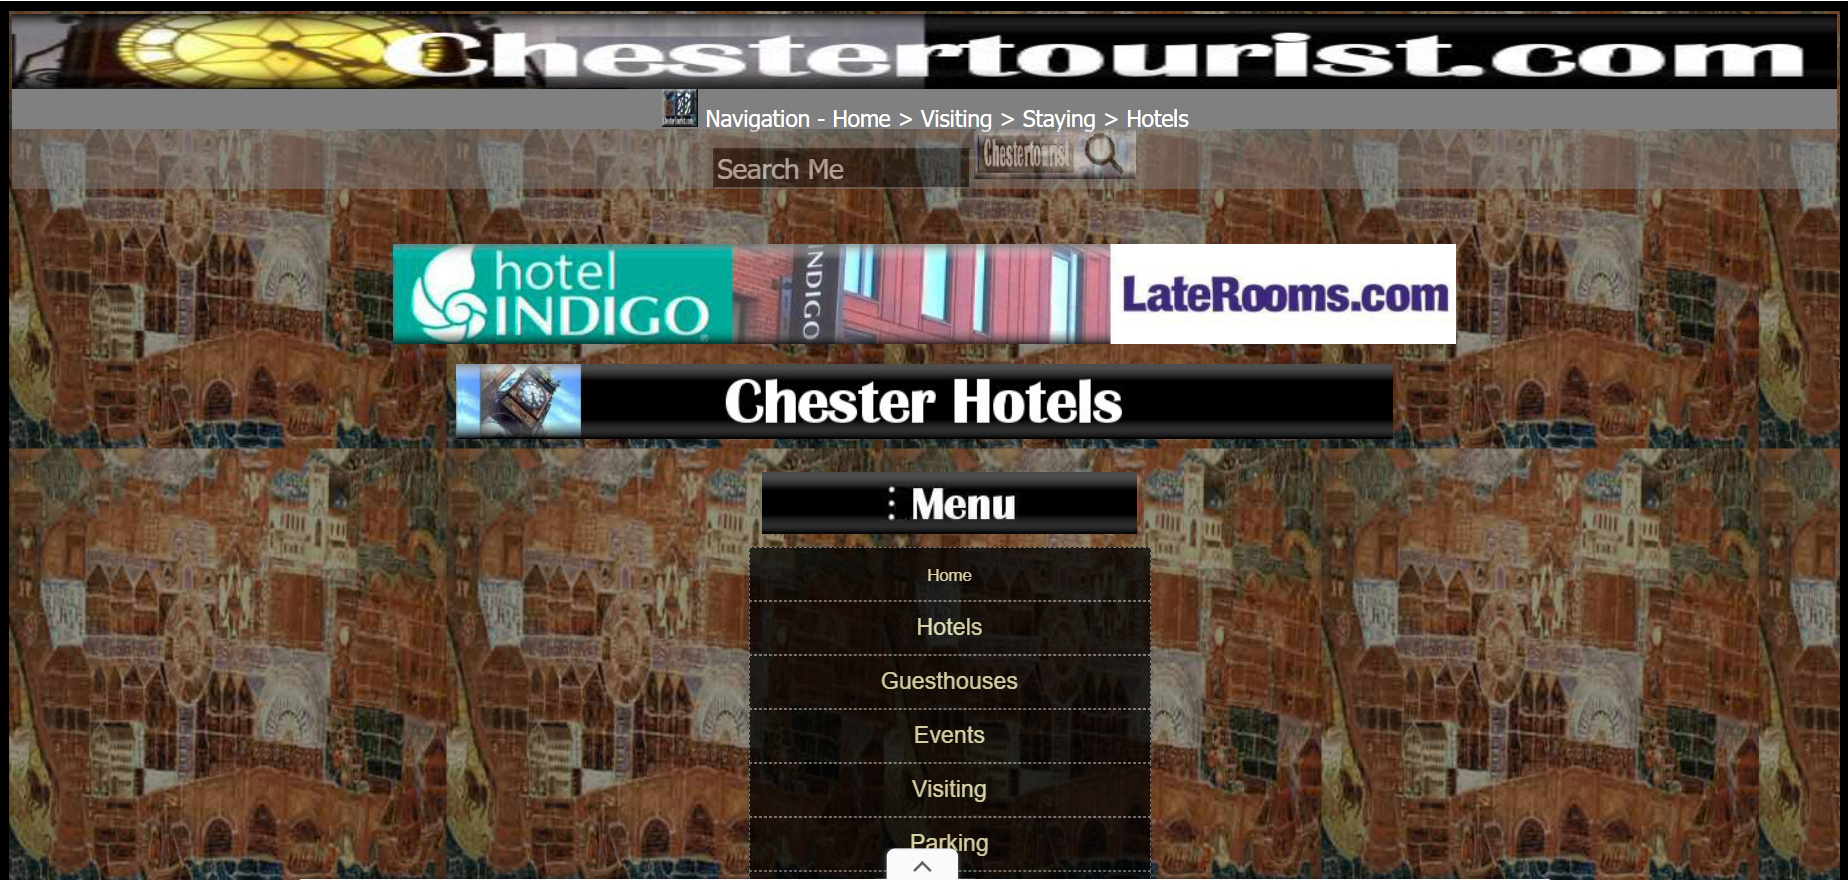 Chestertourist.com
Navigation - Home > Visiting > Staying > Hotels
Search Me
Chestertourist
hotel INDIGO
INDIGO
LateRooms.com
Chester Hotels
Menu
Home
Hotels
Guesthouses
Events
Visiting
Parking